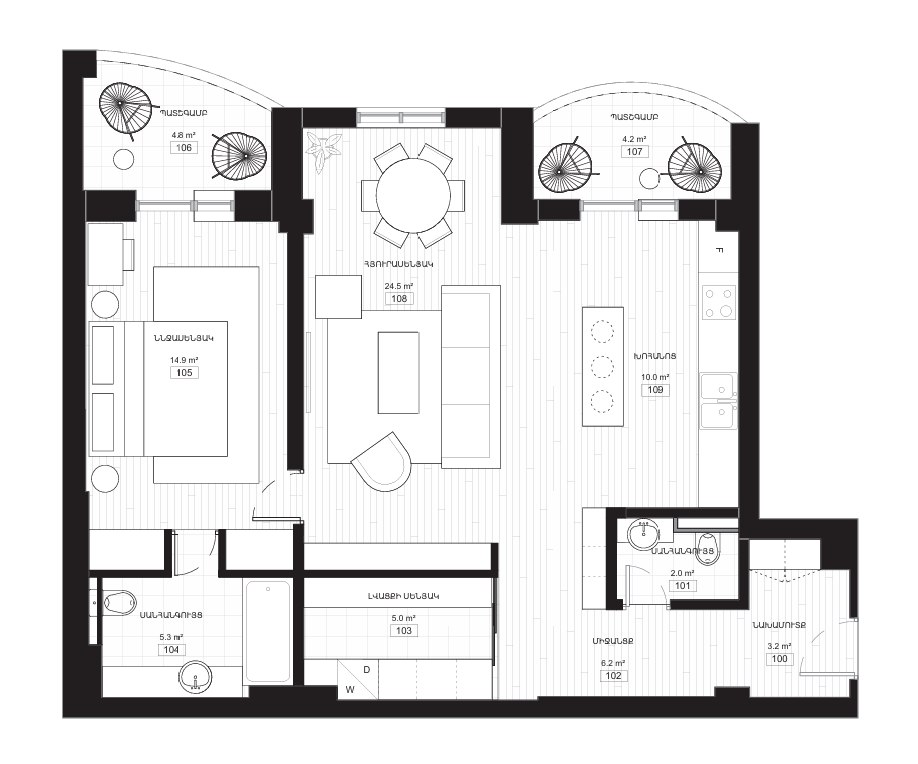 ՊԱՏՇԳԱՄԲ
4.8 m²
106
ՊԱՏՇԳԱՄԲ
4.2 m²
107
ՀՅՈՒՐԱՍԵՆՅԱԿ
24.5 m²
108
F
ՆՆՋԱՍԵՆՅԱԿ
14.9 m²
105
ԽՈՀԱՆՈՑ
10.0 m²
109
ՍԱՆՀԱՆԳՈՒՅՑ
2.0 m²
101
ՍԱՆՀԱՆԳՈՒՅՑ
5.3 m²
104
ԼՎԱՑՔԻ ՍԵՆՅԱԿ
5.0 m²
103
D
W
ՄԻՋԱՆՑՔ
6.2 m²
102
ՆԱԽԱՄՈՒՏՔ
3.2 m²
100